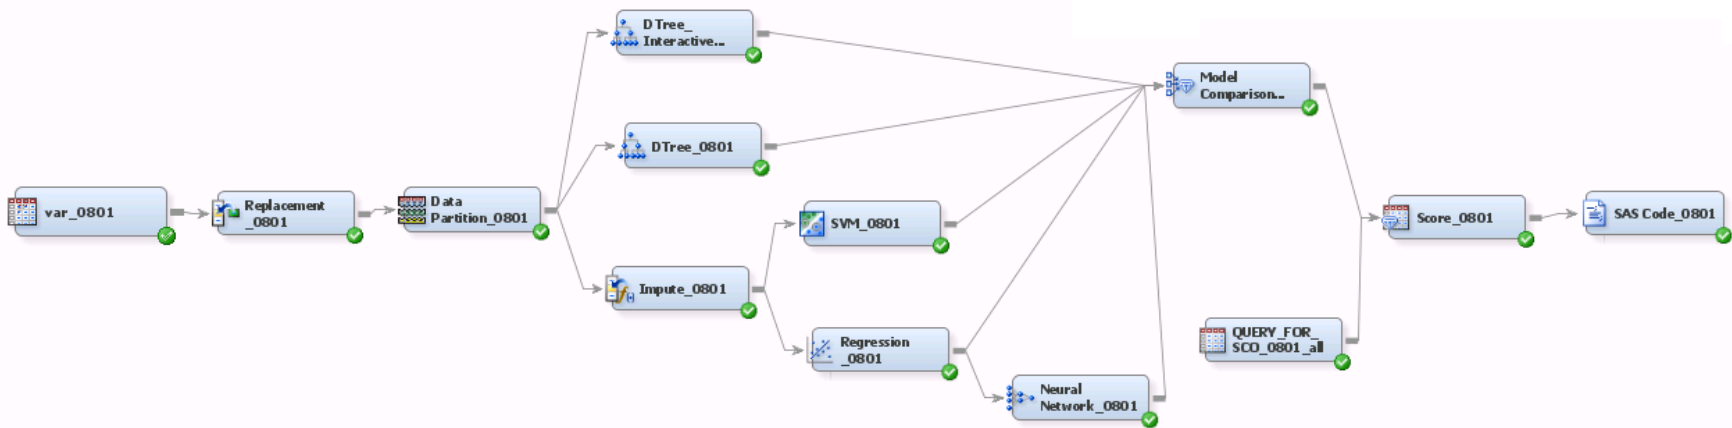 DTree_
Interactive...
Model
Comparison...
DTree_0801
var_0801
Replacement
_0801
Data
Partition_0801
SVM_0801
Score_0801
SAS Code_0801
Impute_0801
Regression
_0801
QUERY_FOR_
SCO_0801_all
Neural
Network_0801